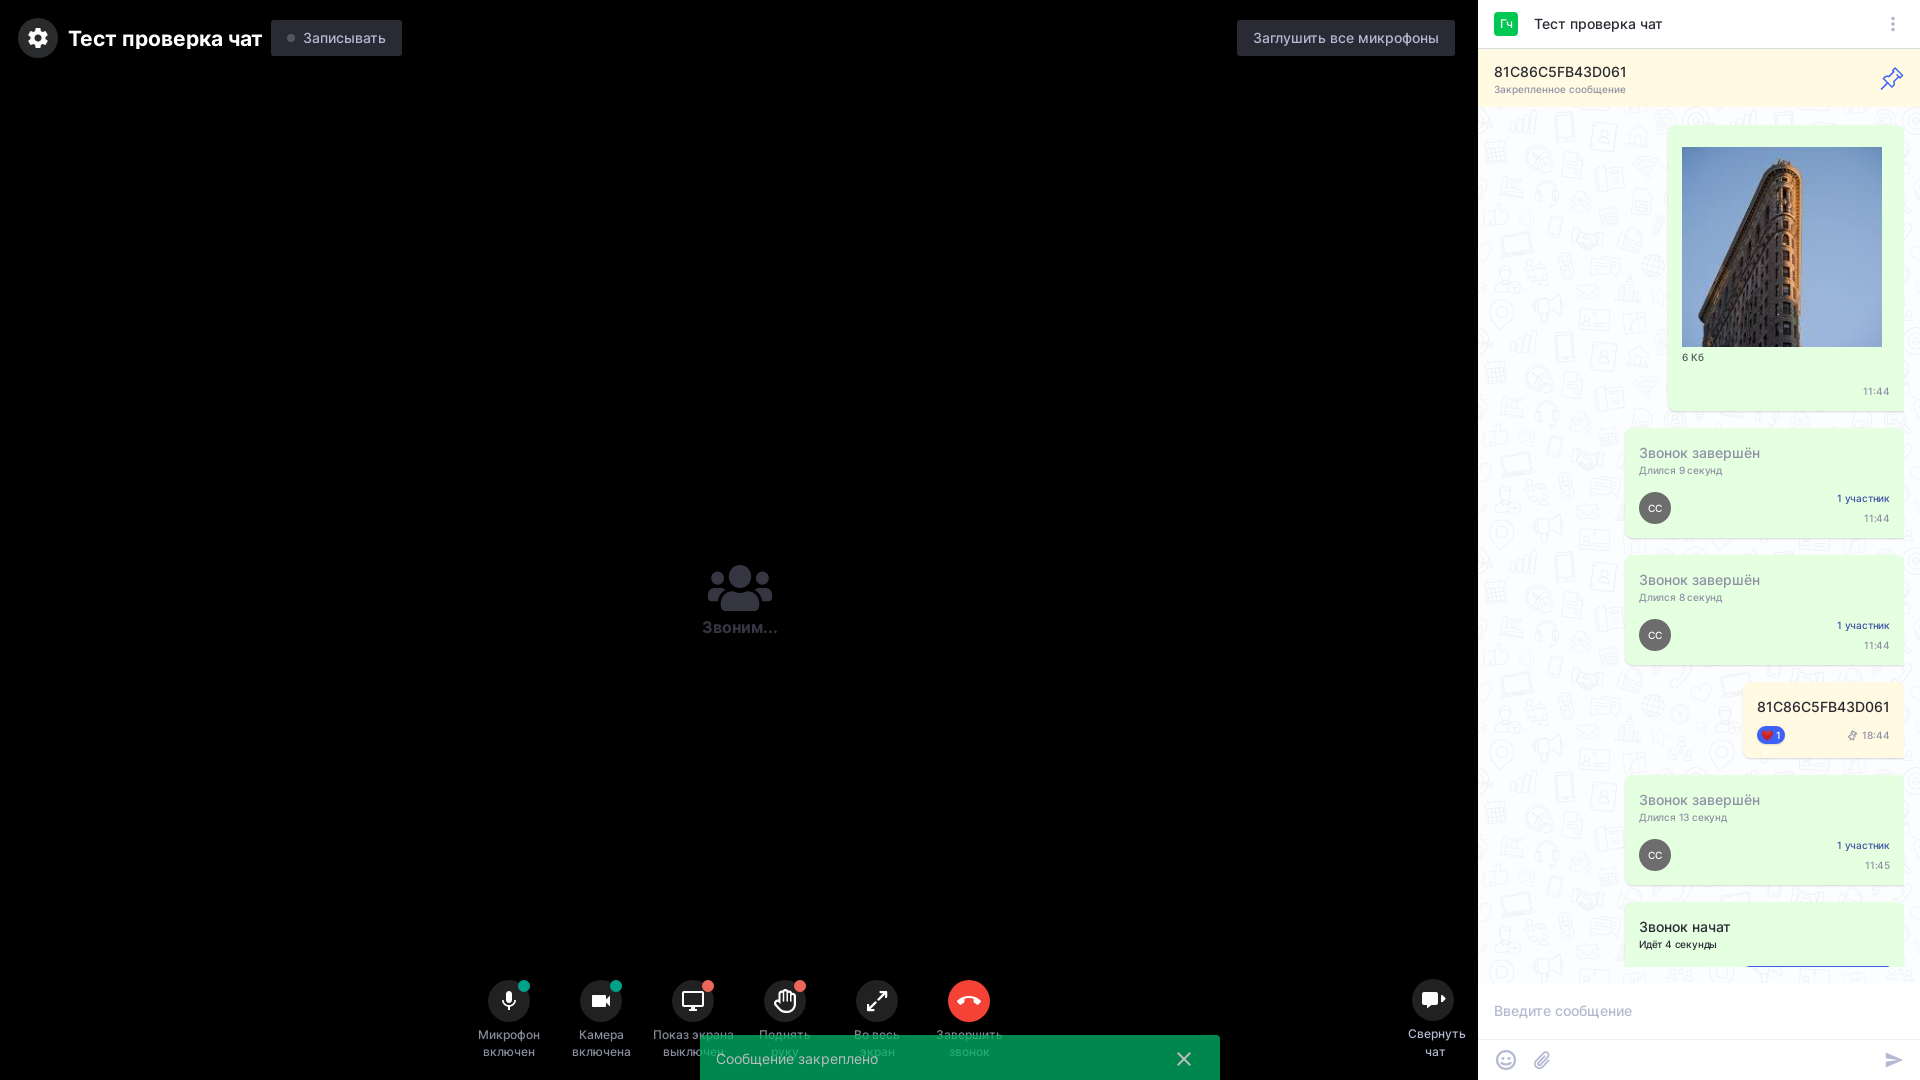 Тест проверка чат
Записывать
Заглушить все микрофоны
Гч
Тест проверка чат
81C86C5FB43D061
Закрепленное сообщение
6 Кб
11:44
Звонок завершён
Длился 9 секунд
СС
1 участник
11:44
Звонок завершён
Длился 8 секунд
СС
1 участник
11:44
81C86C5FB43D061
1
18:44
Звонок завершён
Длился 13 секунд
СС
1 участник
11:45
Звонок начат
Идёт 4 секунды
Звоним...
Микрофон
включен
Камера
включена
Показ экрана
выключен
Поднять
руку
Во весь
экран
Завершить
звонок
Свернуть
чат
Сообщение закреплено
Введите сообщение